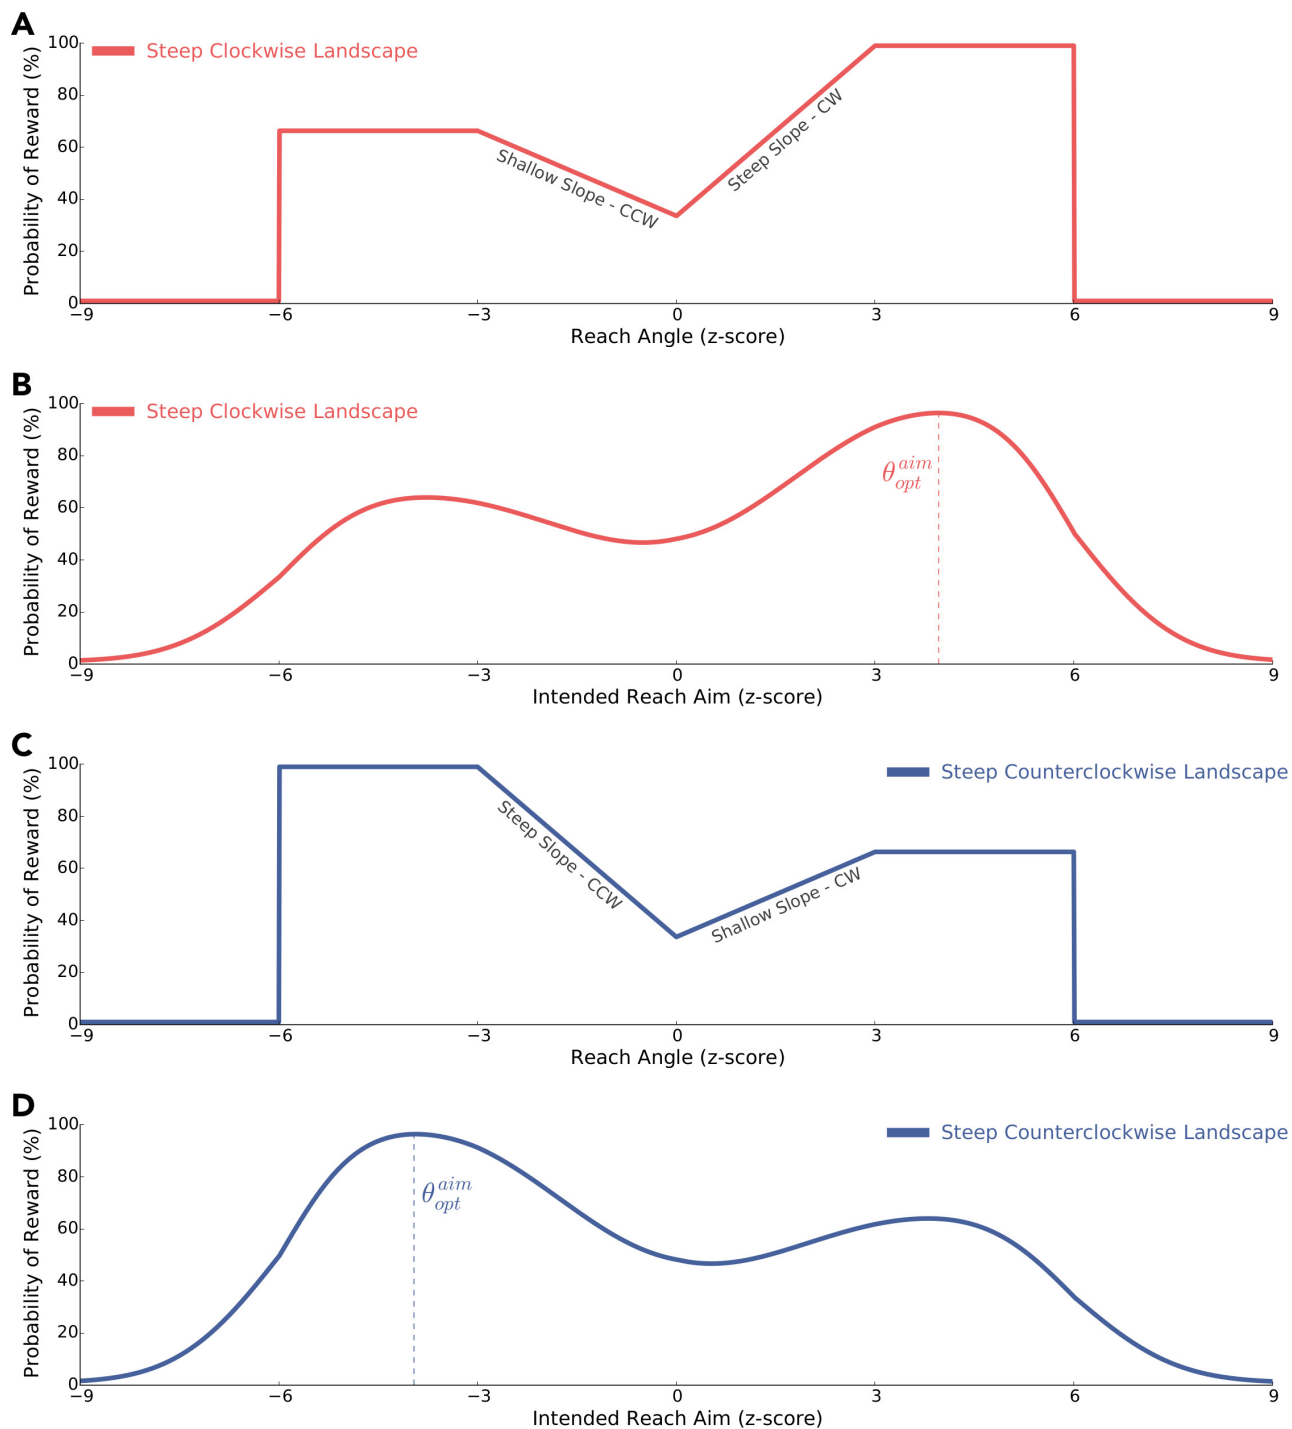 A
100
80
60
40
20
0
Probability of Reward (%)
Steep Clockwise Landscape
Shallow Slope - CCW
Steep Slope - CW
−9 −6 −3 0 3 6 9
Reach Angle (z-score)
B
100
80
60
40
20
0
Probability of Reward (%)
Steep Clockwise Landscape
θ^{aim}_{opt}
−9 −6 −3 0 3 6 9
Intended Reach Aim (z-score)
C
100
80
60
40
20
0
Probability of Reward (%)
Steep Counterclockwise Landscape
Steep Slope - CCW
Shallow Slope - CW
−9 −6 −3 0 3 6 9
Reach Angle (z-score)
D
100
80
60
40
20
0
Probability of Reward (%)
Steep Counterclockwise Landscape
θ^{aim}_{opt}
−9 −6 −3 0 3 6 9
Intended Reach Aim (z-score)